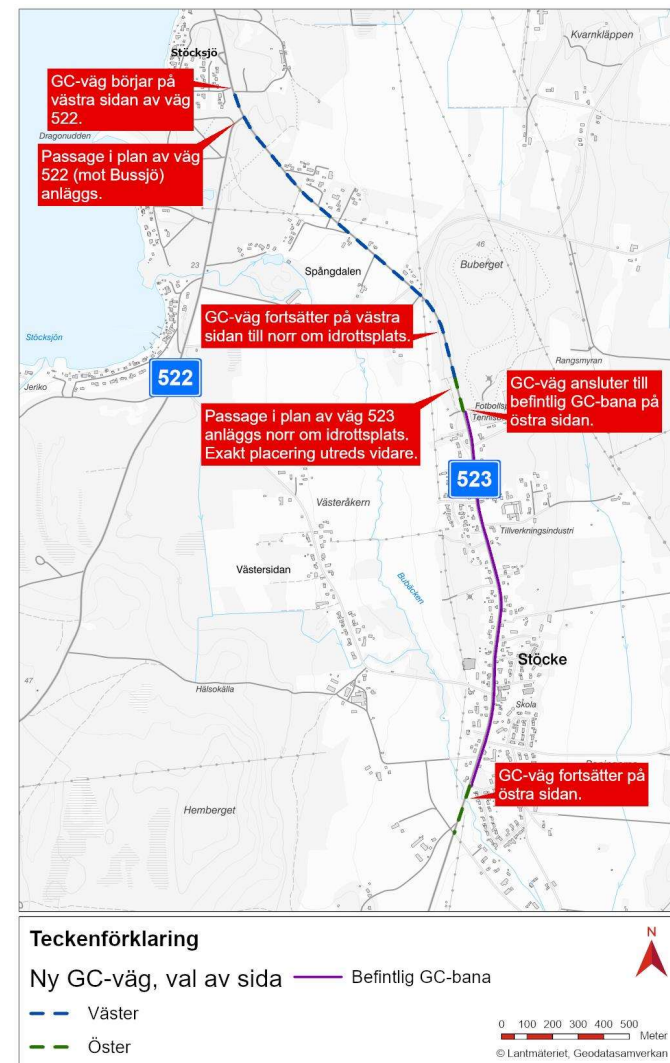 Kvarnkläppen
Stöcksjö
GC-väg börjar på
västra sidan av väg
522.
Dragonudden
Passage i plan av väg
522 (mot Bussjö)
anläggs.
46
Buberget
23
Spångdalen
GC-väg fortsätter på västra
sidan till norr om idrottsplats.
Stöcksjön
Rangsmyran
522
Jeriko
GC-väg ansluter till
befintlig GC-bana på
östra sidan.
Passage i plan av väg 523
anläggs norr om idrottsplats.
Exakt placering utreds vidare.
523
Västeråkern
Tillverkningsindustri
Västersidan
Bubäcken
Stöcke
47
Hälsokälla
Skola
GC-väg fortsätter på
östra sidan.
Hemberget
Teckenförklaring
Ny GC-väg, val av sida
Befintlig GC-bana
Väster
Öster
N
0 100 200 300 400 500
Meter
© Lantmäteriet, Geodatasamverkan